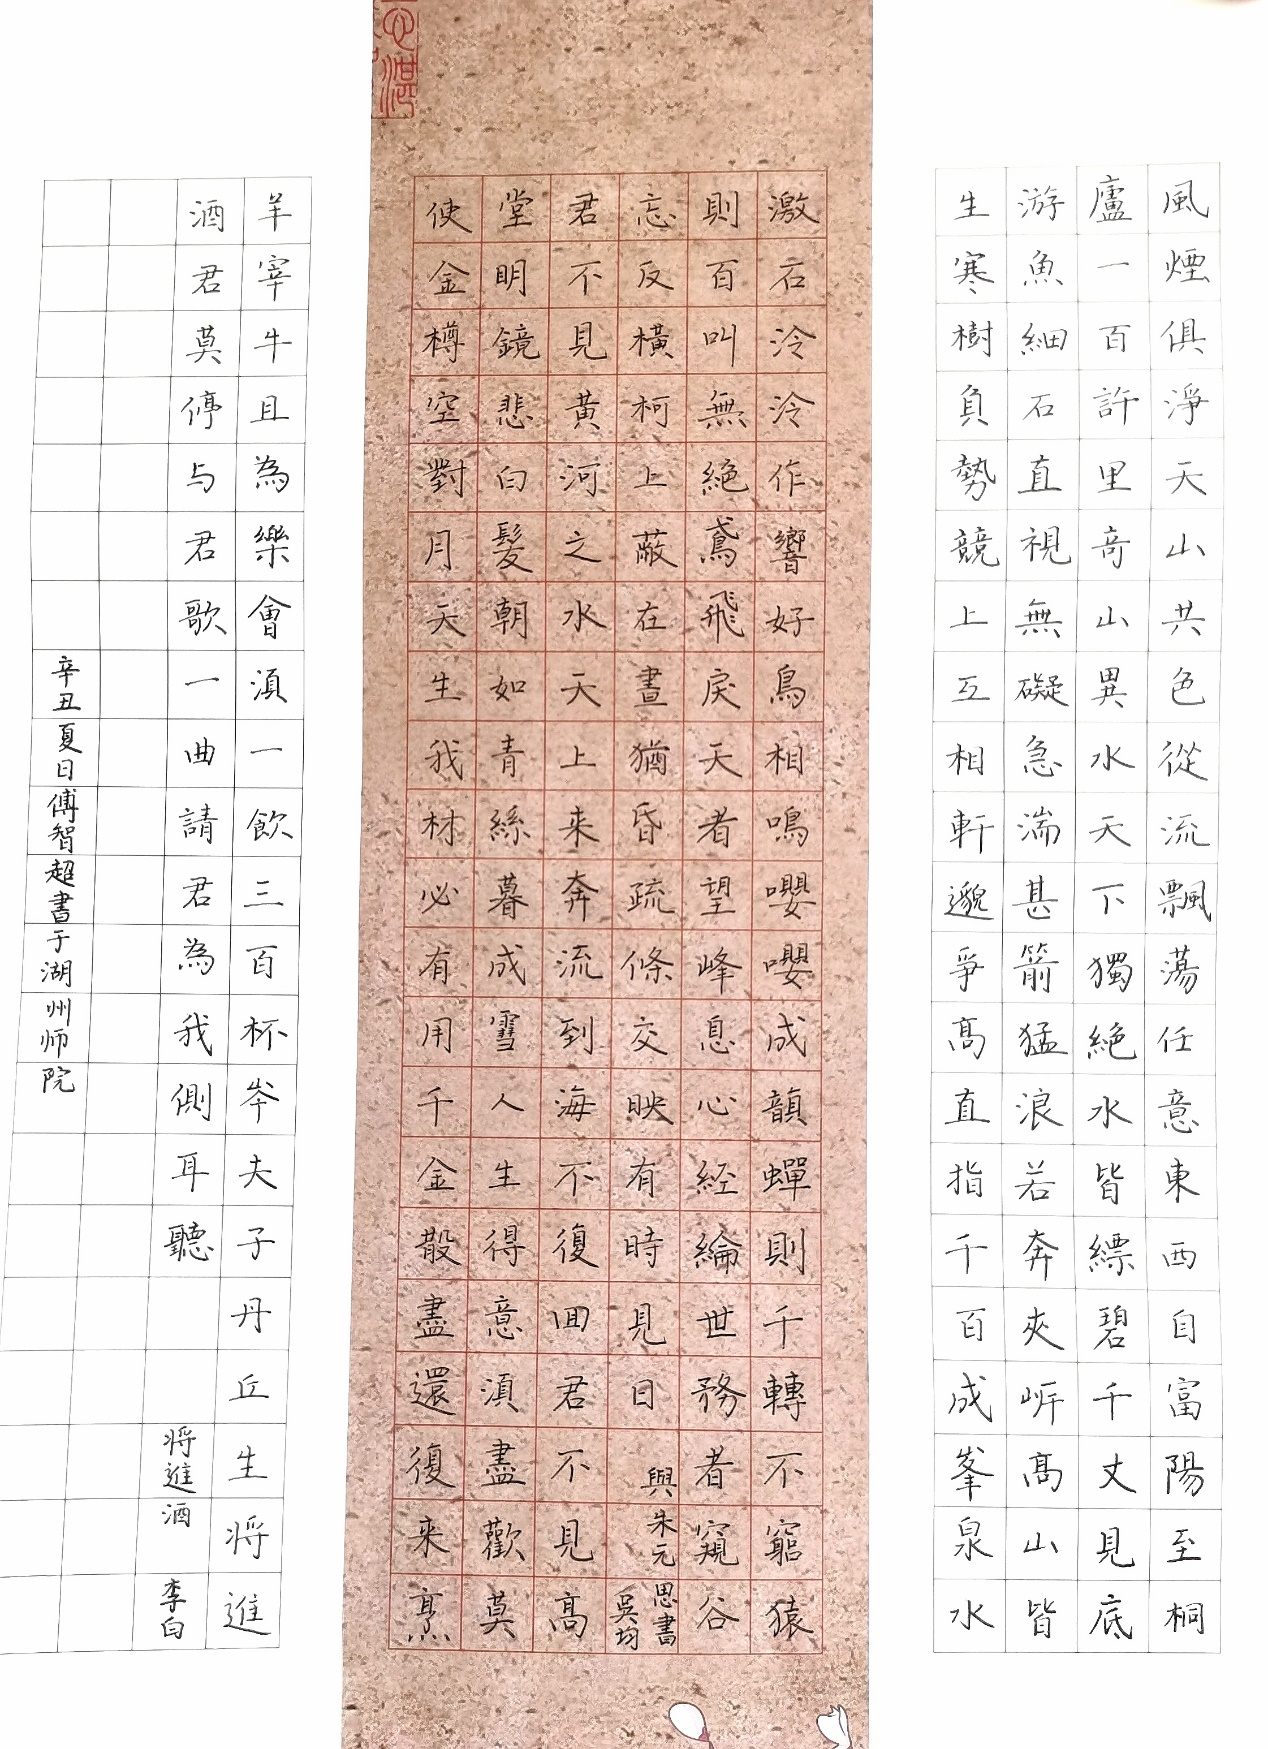 風煙俱淨天山共色從流飄蕩任意東西自富陽至桐
廬一百許里奇山異水天下獨絕水皆縹碧千丈見底
游魚細石直視無礙急湍甚箭猛浪若奔夾岸高山皆
生寒樹負勢競上互相軒邈爭高直指千百成峯泉水
激石泠泠作響好鳥相鳴嚶嚶成韻蟬則千轉不窮猿
則百叫無絕鳶飛戾天者望峰息心經綸世務者窺谷
忘反橫柯上蔽在晝猶昏疏條交映有時見日
與朱元思書
吳均
君不見黃河之水天上来奔流到海不復回君不見高
堂明鏡悲白髮朝如青絲暮成雪人生得意須盡歡莫
使金樽空對月天生我材必有用千金散盡還復来烹
羊宰牛且為樂會須一飲三百杯岑夫子丹丘生将進
酒君莫停与君歌一曲請君為我側耳聽
将進酒
李白
辛丑夏日傅智超書于湖州师院